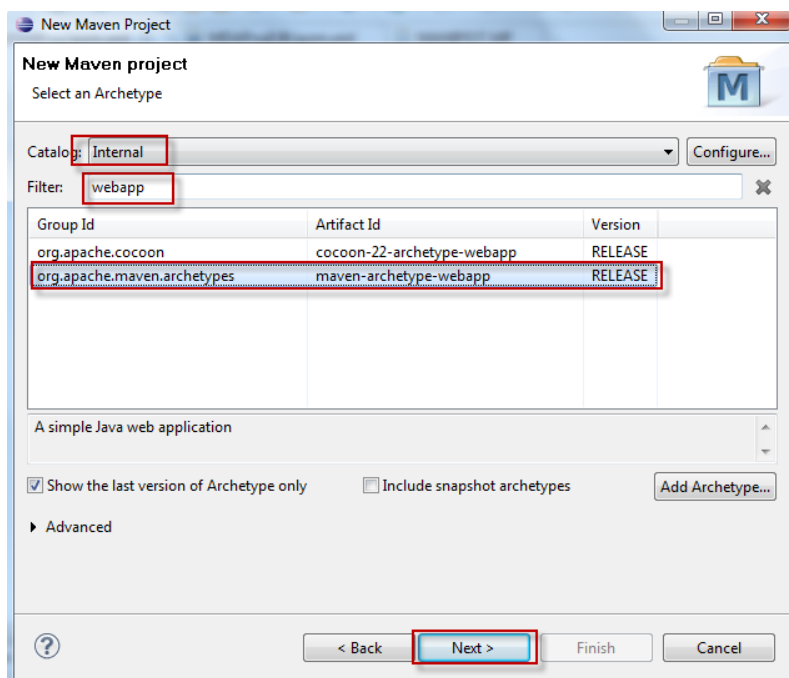 New Maven Project
New Maven project
Select an Archetype
M
Catalog: Internal Configure...
Filter: webapp
Group Id Artifact Id Version
org.apache.cocoon cocoon-22-archetype-webapp RELEASE
org.apache.maven.archetypes maven-archetype-webapp RELEASE
A simple Java web application
Show the last version of Archetype only Include snapshot archetypes Add Archetype...
Advanced
? < Back Next > Finish Cancel